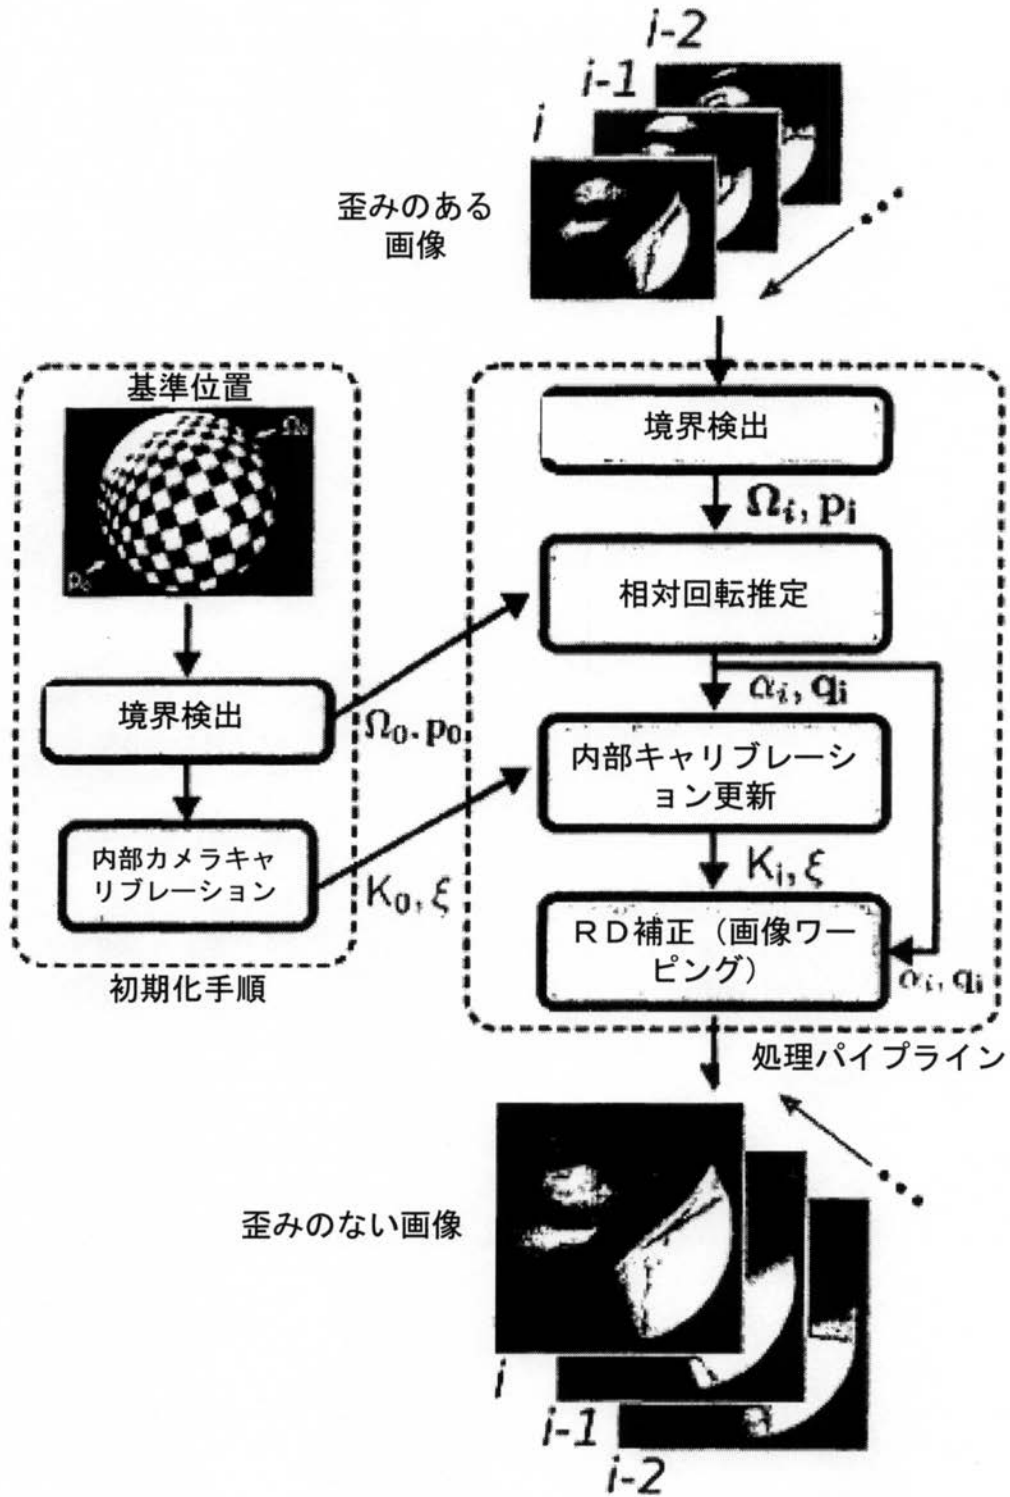 i-2
i-1
i
歪みのある
画像
基準位置
Ω₀
p₀
境界検出
Ω₀, p₀
内部カメラキャ
リブレーション
K₀, ξ
初期化手順
境界検出
Ωᵢ, pᵢ
相対回転推定
αᵢ, qᵢ
内部キャリブレーシ
ョン更新
Kᵢ, ξ
RD補正（画像ワー
ピング）
αᵢ, qᵢ
処理パイプライン
歪みのない画像
i
i-1
i-2